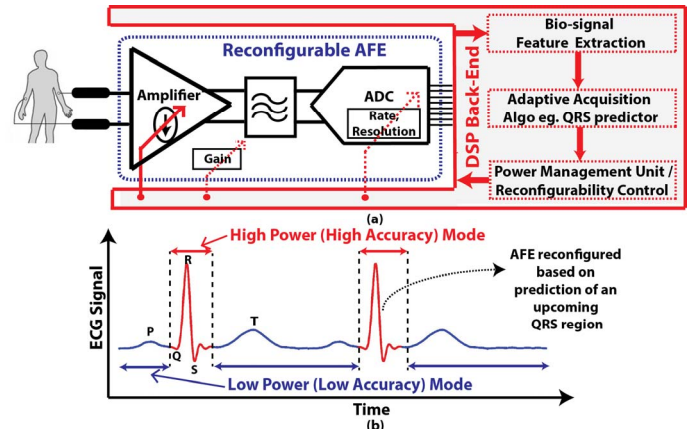 Reconfigurable AFE
Amplifier
Gain
ADC
Rate,
Resolution
DSP Back-End
Bio-signal
Feature Extraction
Adaptive Acquisition
Algo eg. QRS predictor
Power Management Unit /
Reconfigurability Control
(a)
High Power (High Accuracy) Mode
ECG Signal
P
Q
R
S
T
AFE reconfigured
based on
prediction of an
upcoming
QRS region
Low Power (Low Accuracy) Mode
Time
(b)